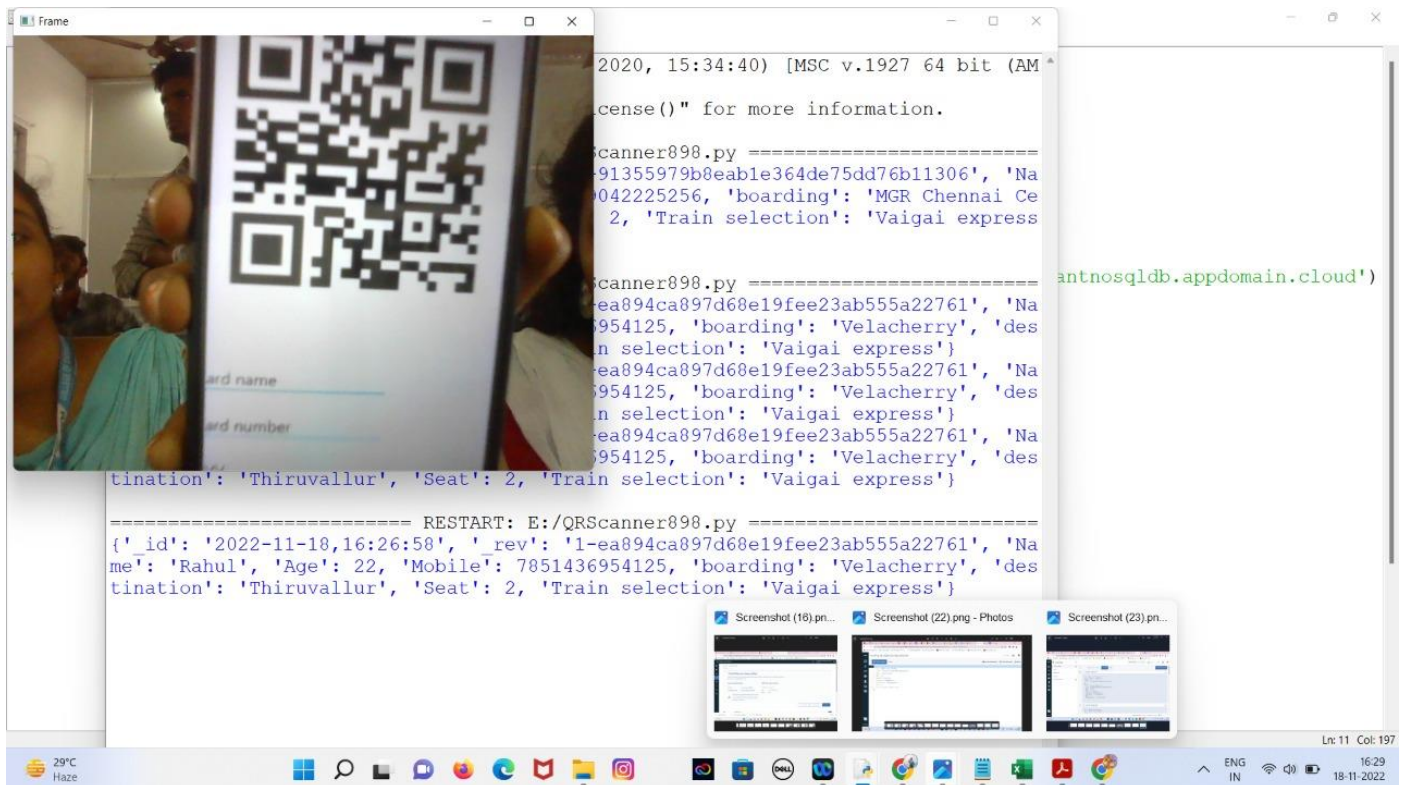 Frame
2020, 15:34:40) [MSC v.1927 64 bit (AM
cense()" for more information.
canner898.py =========================
91355979b8eab1e364de75dd76b11306', 'Na
042225256, 'boarding': 'MGR Chennai Ce
2, 'Train selection': 'Vaigai express
canner898.py =========================
antnosqldb.appdomain.cloud')
ea894ca897d68e19fee23ab555a22761', 'Na
954125, 'boarding': 'Velacherry', 'des
n selection': 'Vaigai express'}
ea894ca897d68e19fee23ab555a22761', 'Na
954125, 'boarding': 'Velacherry', 'des
n selection': 'Vaigai express'}
ea894ca897d68e19fee23ab555a22761', 'Na
954125, 'boarding': 'Velacherry', 'des
tination': 'Thiruvallur', 'Seat': 2, 'Train selection': 'Vaigai express'}
ard name
ard number
========================== RESTART: E:/QRScanner898.py =========================
{'_id': '2022-11-18,16:26:58', '_rev': '1-ea894ca897d68e19fee23ab555a22761', 'Na
me': 'Rahul', 'Age': 22, 'Mobile': 7851436954125, 'boarding': 'Velacherry', 'des
tination': 'Thiruvallur', 'Seat': 2, 'Train selection': 'Vaigai express'}
Screenshot (16).pn...
Screenshot (22).png - Photos
Screenshot (23).pn...
Ln: 11 Col: 197
29°C
Haze
DELL
ENG
IN
16:29
18-11-2022